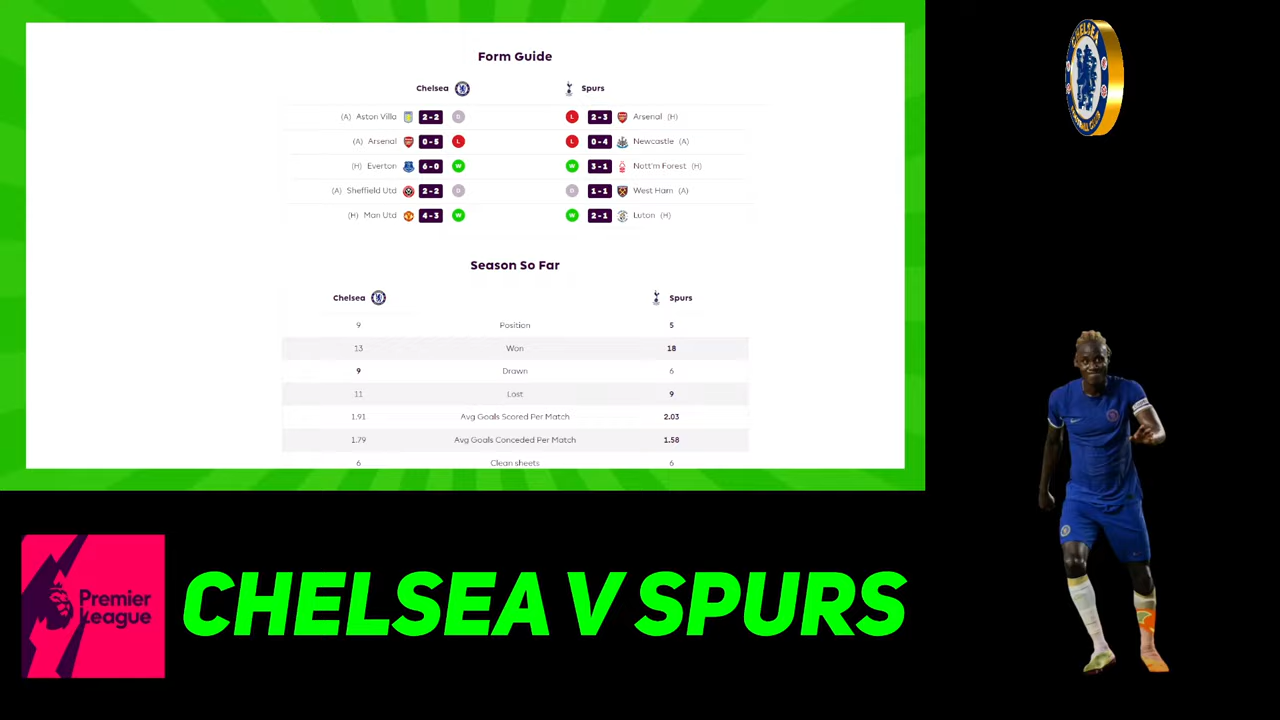 Form Guide
Chelsea Spurs
(A) Aston Villa 2-2 D L 2-3 Arsenal (H)
(A) Arsenal 0-5 L L 0-4 Newcastle (A)
(H) Everton 6-0 W W 3-1 Nott'm Forest (H)
(A) Sheffield Utd 2-2 D D 1-1 West Ham (A)
(H) Man Utd 4-3 W W 2-1 Luton (H)
Season So Far
Chelsea Spurs
9 Position 5
13 Won 18
9 Drawn 6
11 Lost 9
1.91 Avg Goals Scored Per Match 2.03
1.79 Avg Goals Conceded Per Match 1.58
6 Clean sheets 6
Premier
League
CHELSEA V SPURS
CHELSEA
FOOTBALL CLUB